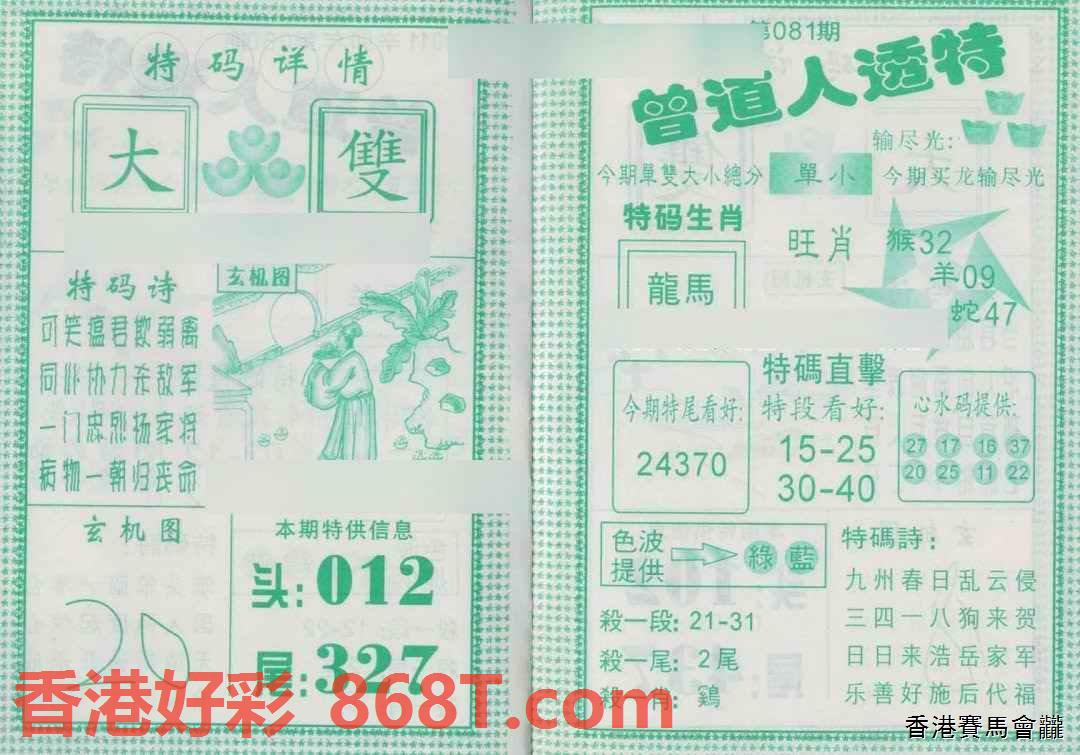 特码详情
大 雙
特码诗
可笑瘟君欺弱禽
同仆协力杀敌军
一门忠烈杨家将
病物一朝归丧命
玄机图
玄机图
本期特供信息
头:012
尾:327
第081期
曾道人透特
输尽光:
今期單雙大小總分 單小 今期买龙输尽光
特码生肖
龍馬
旺肖
猴32
羊09
蛇47
今期特尾看好:
24370
特碼直擊
特段看好:
15-25
30-40
心水码提供:
27 17 16 37
20 25 11 22
色波提供
綠 藍
殺一段: 21-31
殺一尾: 2尾
殺一肖: 鷄
特碼詩:
九州春日乱云侵
三四一八狗来贺
日日来浩岳家军
乐善好施后代福
香港好彩 868T.com
香港賽馬會龖